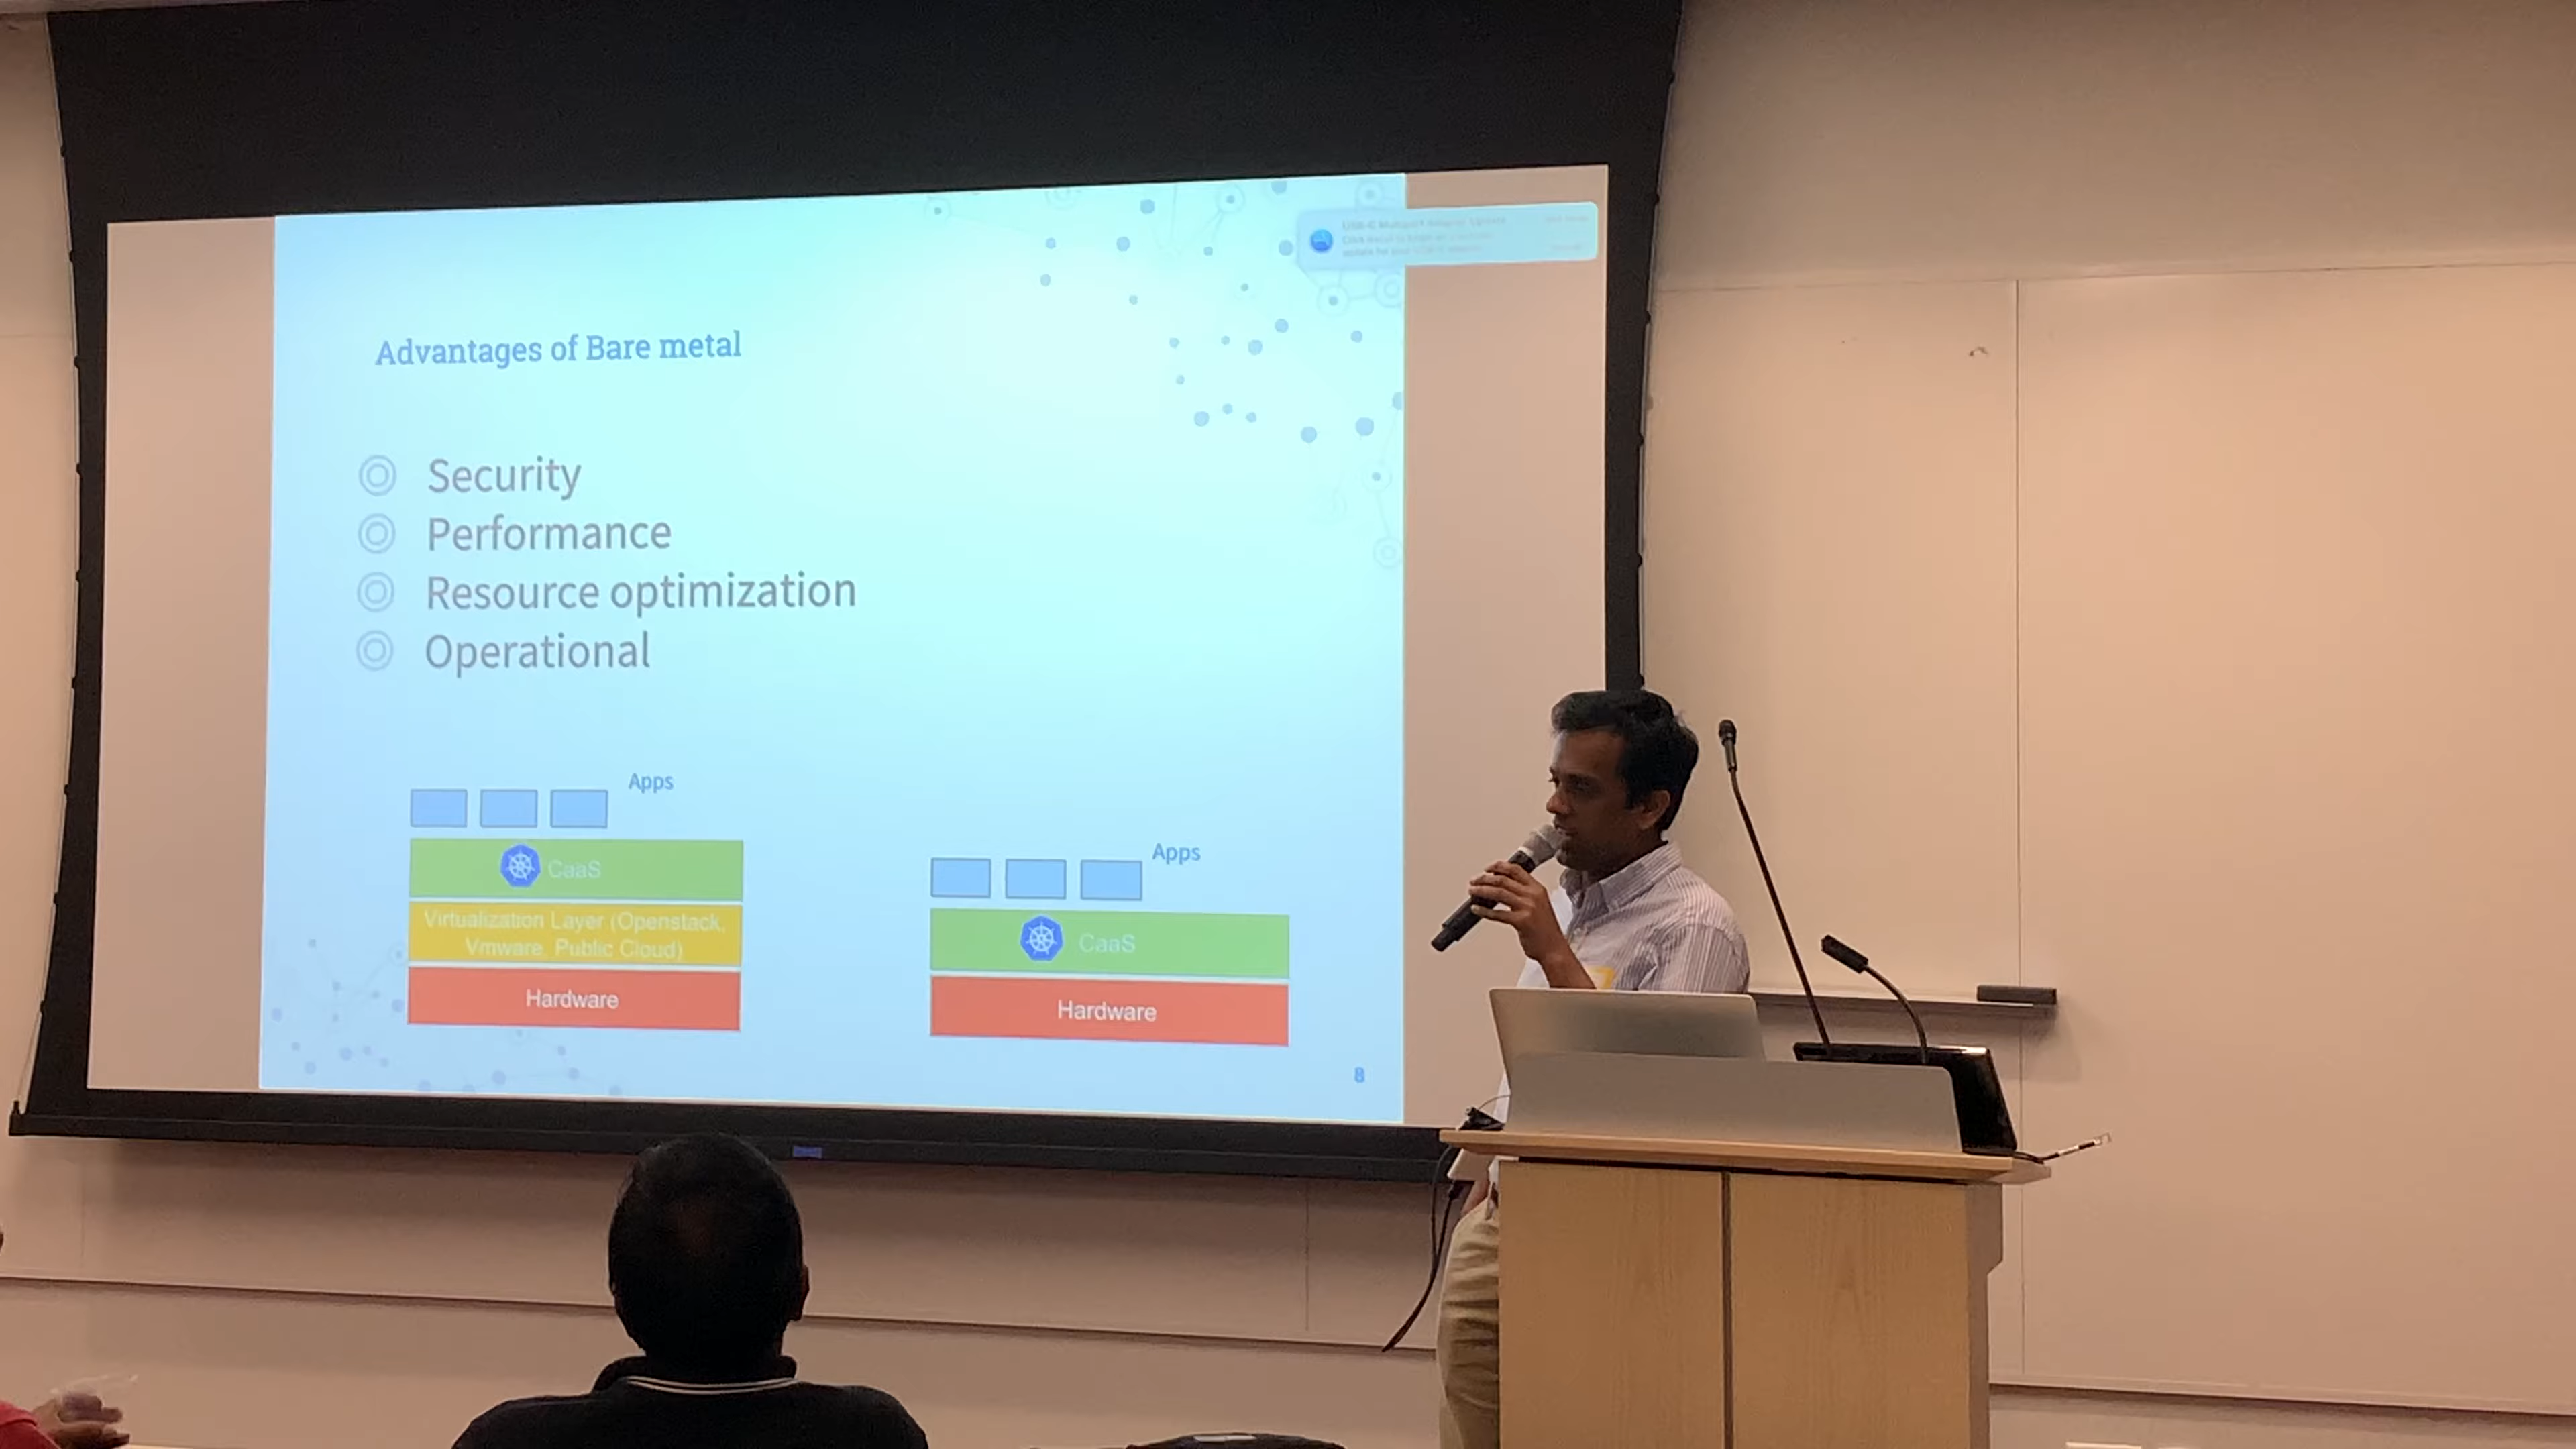 Advantages of Bare metal
Security
Performance
Resource optimization
Operational
Apps
CaaS
Virtualization Layer (Openstack,
Vmware, Public Cloud)
Hardware
Apps
CaaS
Hardware
8